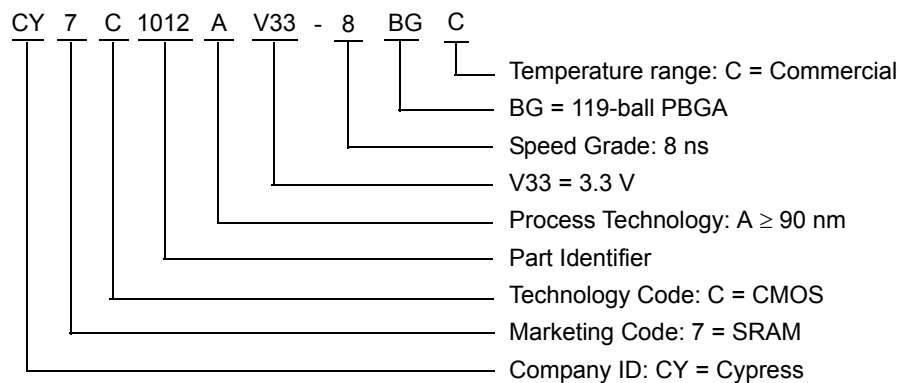 CY 7 C 1012 A V33 - 8 BG C
Temperature range: C = Commercial
BG = 119-ball PBGA
Speed Grade: 8 ns
V33 = 3.3 V
Process Technology: A ≥ 90 nm
Part Identifier
Technology Code: C = CMOS
Marketing Code: 7 = SRAM
Company ID: CY = Cypress